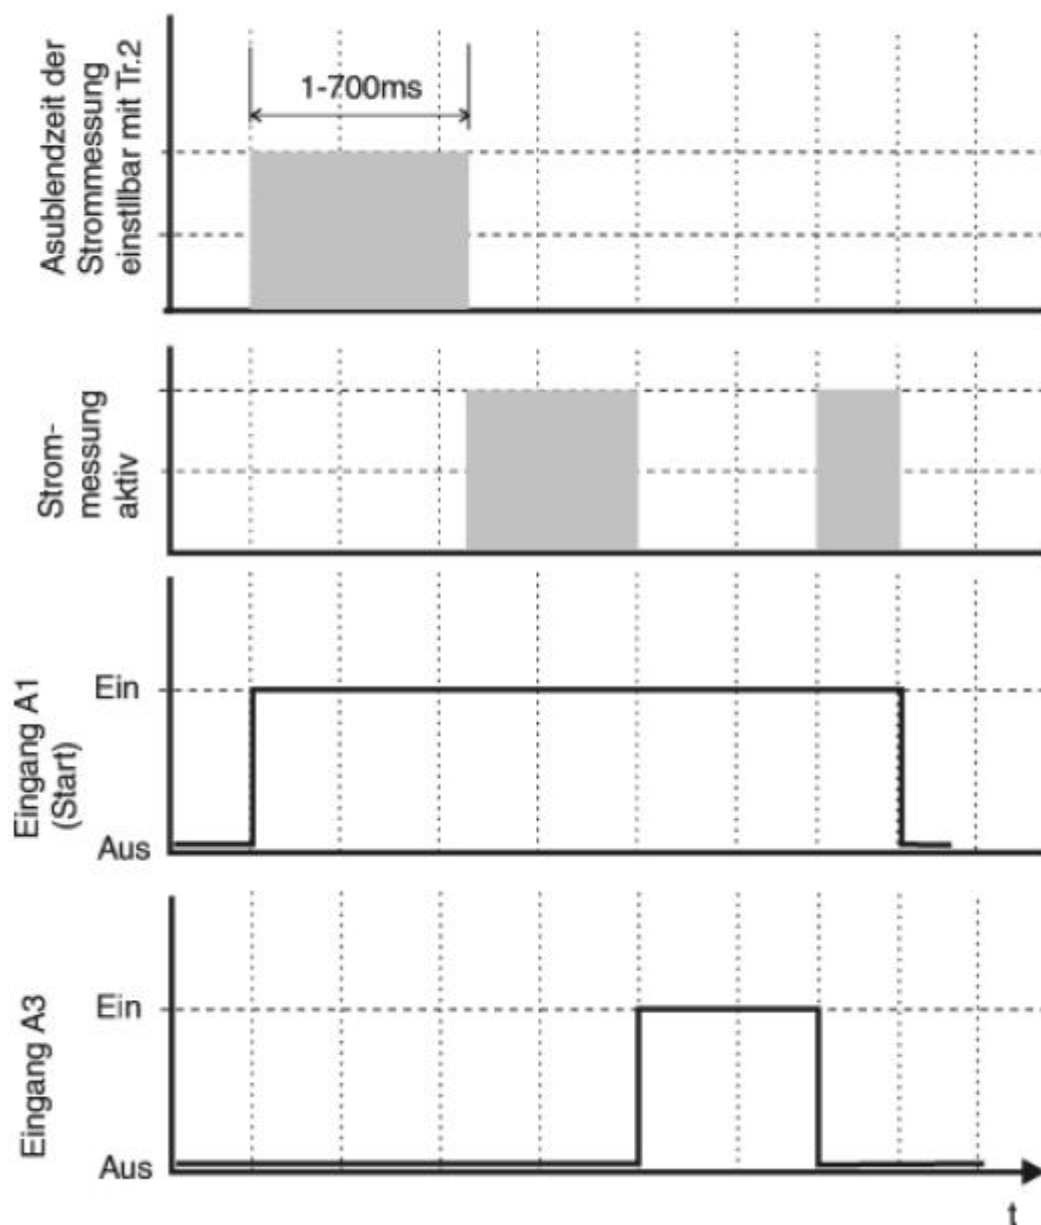 Asublendzeit der
Strommessung
einstllbar mit Tr.2
1-700ms
Strom-
messung
aktiv
Eingang A1
(Start)
Ein
Aus
Eingang A3
Ein
Aus
t